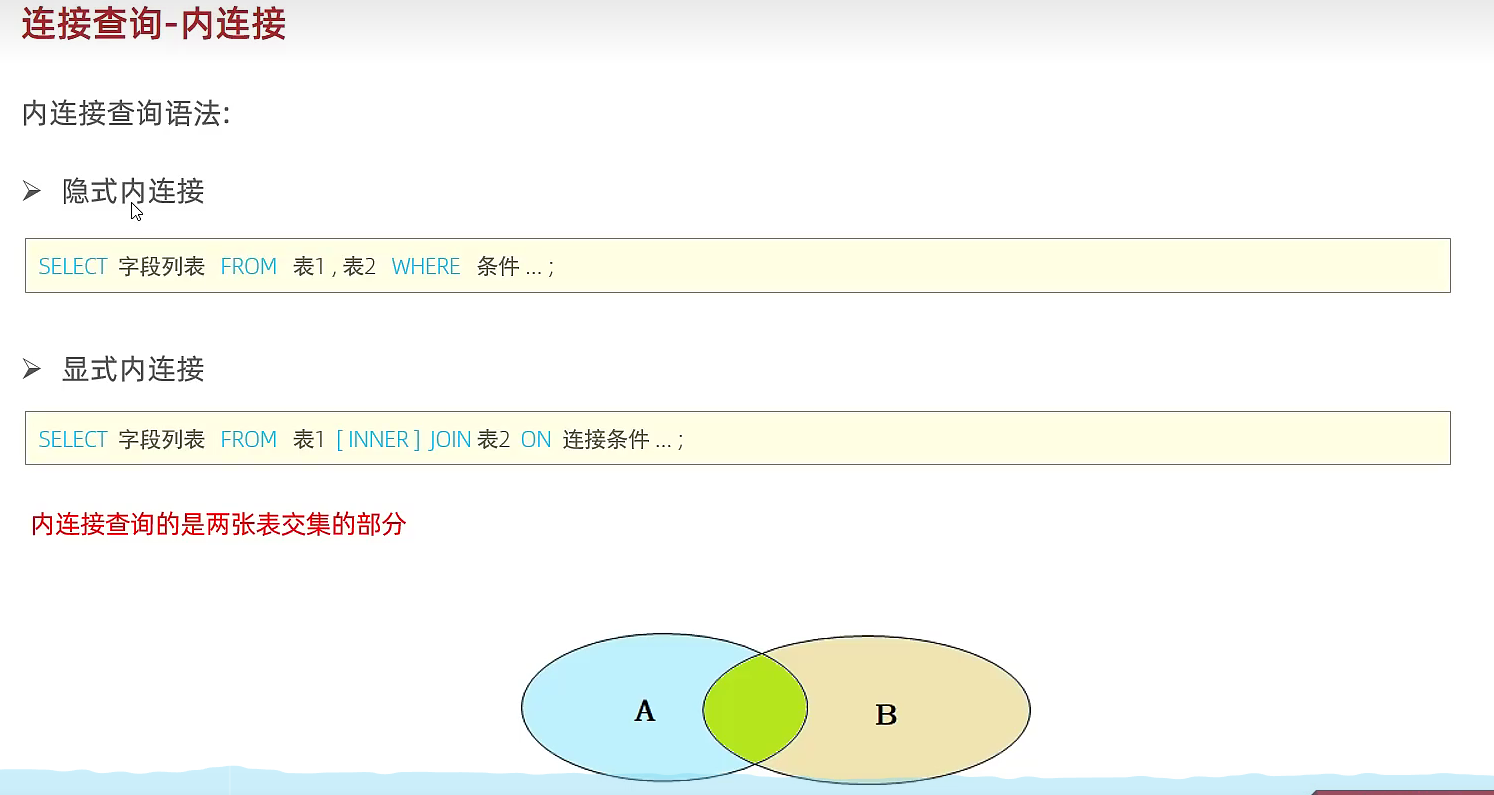 连接查询-内连接
内连接查询语法:
➢ 隐式内连接
SELECT 字段列表 FROM 表1 , 表2 WHERE 条件 ... ;
➢ 显式内连接
SELECT 字段列表 FROM 表1 [ INNER ] JOIN 表2 ON 连接条件 ... ;
内连接查询的是两张表交集的部分
A
B